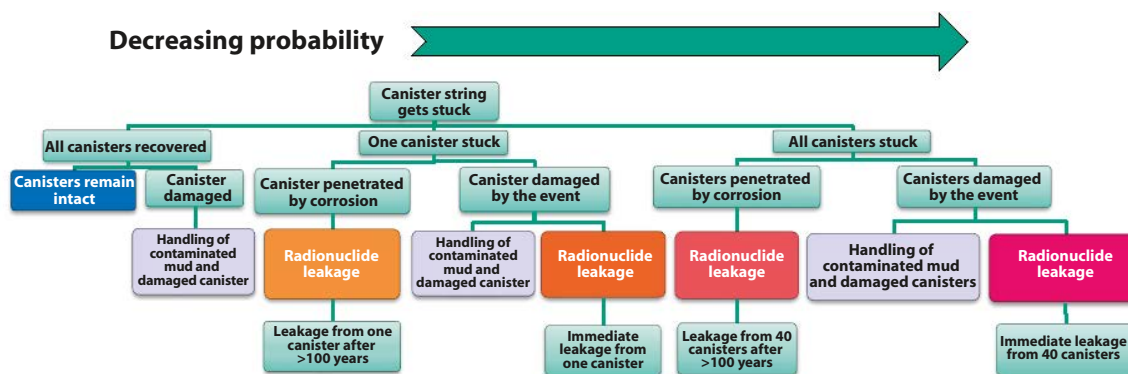 Decreasing probability
Canister string
gets stuck
All canisters recovered
One canister stuck
All canisters stuck
Canisters remain
intact
Canister
damaged
Canister penetrated
by corrosion
Canister damaged
by the event
Canisters penetrated
by corrosion
Canisters damaged
by the event
Handling of
contaminated
mud and
damaged canister
Radionuclide
leakage
Handling of
contaminated
mud and
damaged canister
Radionuclide
leakage
Radionuclide
leakage
Handling of
contaminated mud
and damaged canisters
Radionuclide
leakage
Leakage from one
canister after
>100 years
Immediate
leakage from
one canister
Leakage from 40
canisters after
>100 years
Immediate leakage
from 40 canisters